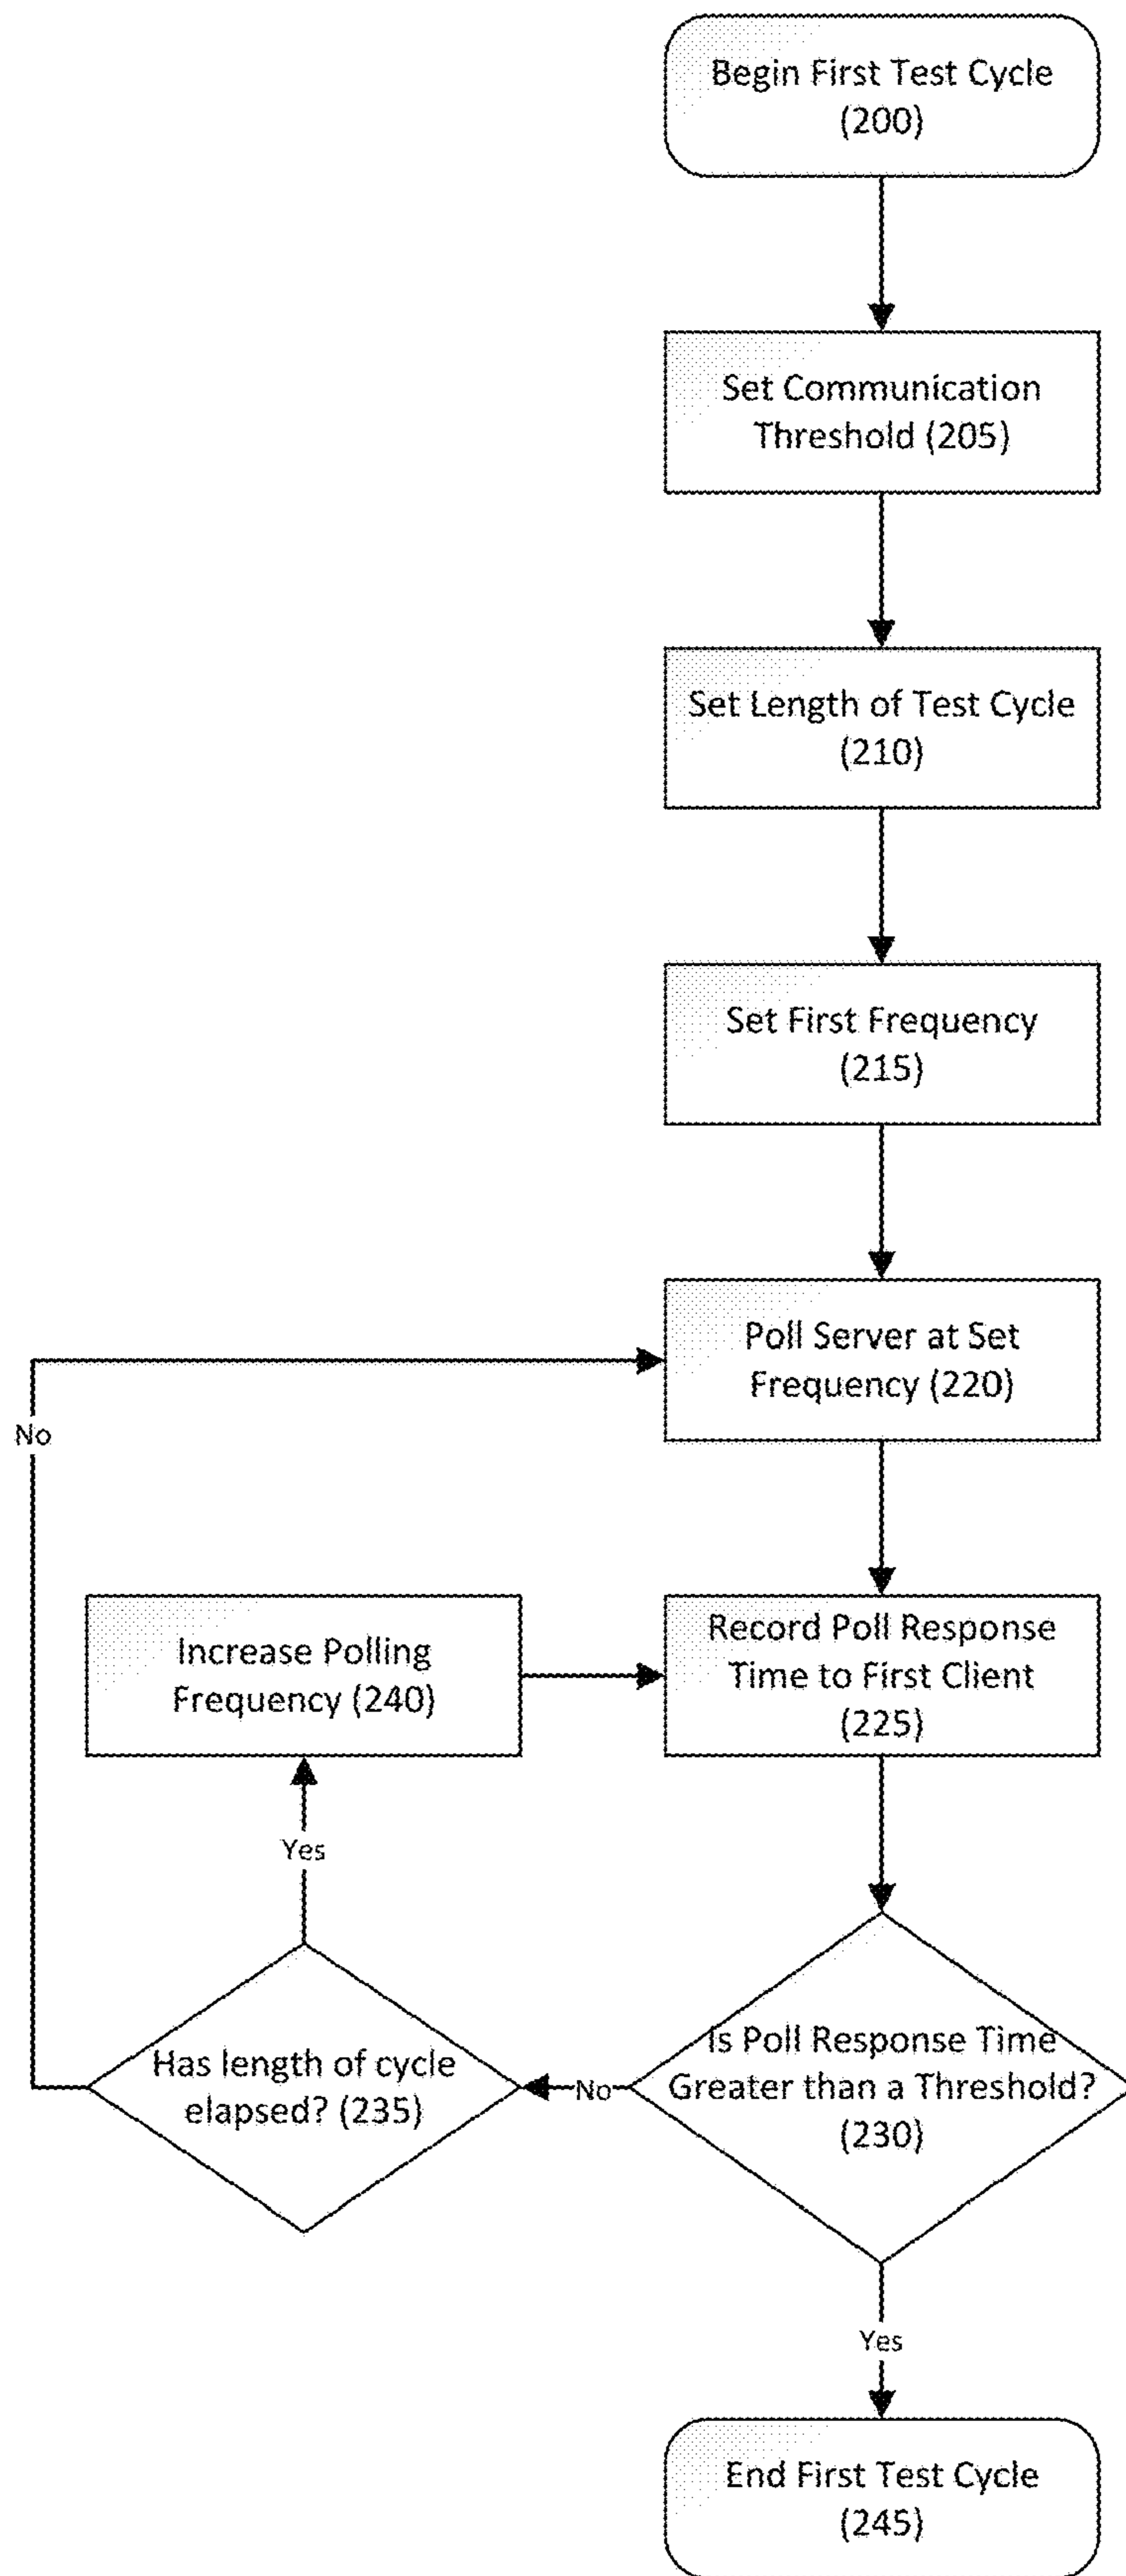 Begin First Test Cycle
(200)
Set Communication
Threshold (205)
Set Length of Test Cycle
(210)
Set First Frequency
(215)
Poll Server at Set
Frequency (220)
No
Increase Polling
Frequency (240)
Record Poll Response
Time to First Client
(225)
Yes
Has length of cycle
elapsed? (235)
No
Is Poll Response Time
Greater than a Threshold?
(230)
Yes
End First Test Cycle
(245)